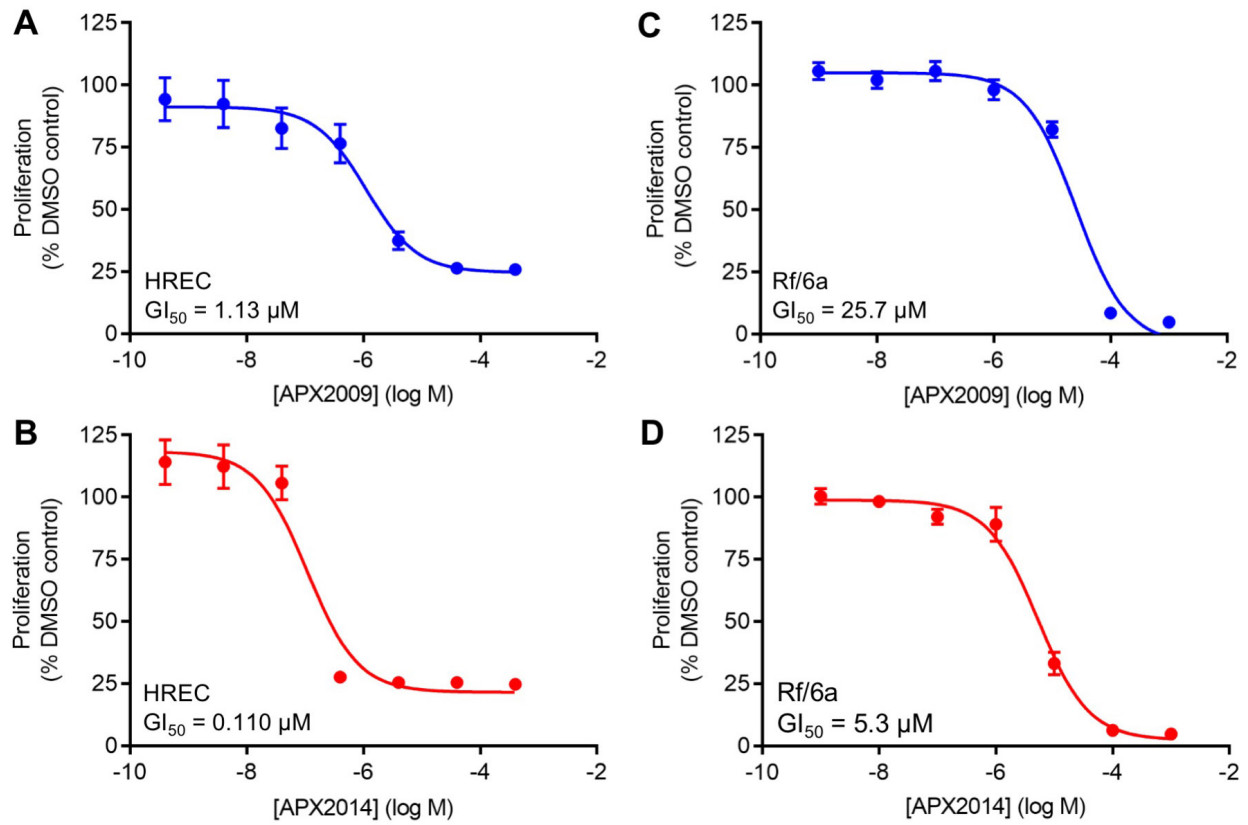 A
Proliferation
(% DMSO control)
125
100
75
50
25
0
HREC
GI₅₀ = 1.13 µM
-10
-8
-6
-4
-2
[APX2009] (log M)
C
Proliferation
(% DMSO control)
125
100
75
50
25
0
Rf/6a
GI₅₀ = 25.7 µM
-10
-8
-6
-4
-2
[APX2009] (log M)
B
Proliferation
(% DMSO control)
125
100
75
50
25
0
HREC
GI₅₀ = 0.110 µM
-10
-8
-6
-4
-2
[APX2014] (log M)
D
Proliferation
(% DMSO control)
125
100
75
50
25
0
Rf/6a
GI₅₀ = 5.3 µM
-10
-8
-6
-4
-2
[APX2014] (log M)